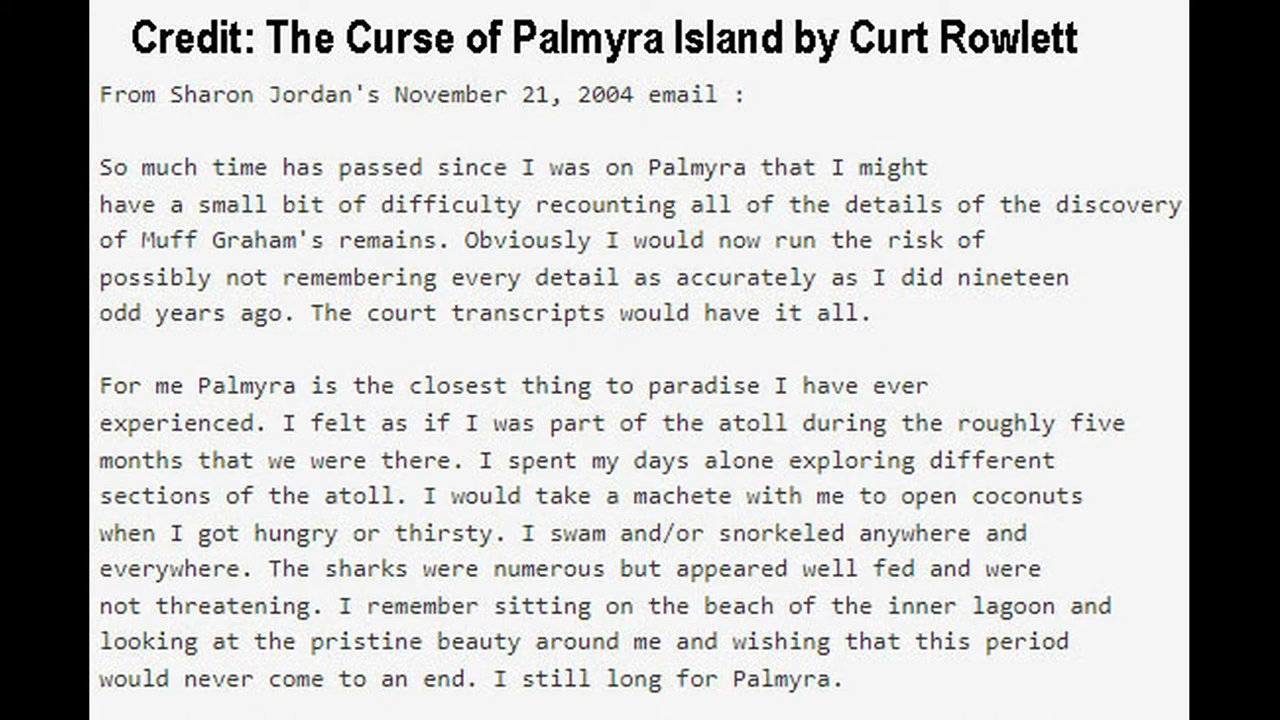 Credit: The Curse of Palmyra Island by Curt Rowlett
From Sharon Jordan's November 21, 2004 email :
So much time has passed since I was on Palmyra that I might
have a small bit of difficulty recounting all of the details of the discovery
of Muff Graham's remains. Obviously I would now run the risk of
possibly not remembering every detail as accurately as I did nineteen
odd years ago. The court transcripts would have it all.
For me Palmyra is the closest thing to paradise I have ever
experienced. I felt as if I was part of the atoll during the roughly five
months that we were there. I spent my days alone exploring different
sections of the atoll. I would take a machete with me to open coconuts
when I got hungry or thirsty. I swam and/or snorkeled anywhere and
everywhere. The sharks were numerous but appeared well fed and were
not threatening. I remember sitting on the beach of the inner lagoon and
looking at the pristine beauty around me and wishing that this period
would never come to an end. I still long for Palmyra.